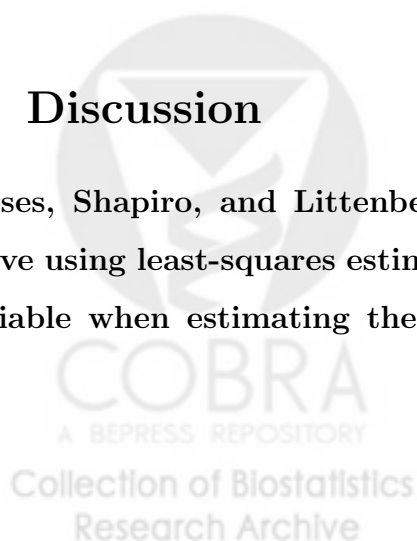 Discussion
ses, Shapiro, and Littenbe
ve using least-squares estin
iable when estimating the
COBRA
A BEPRESS REPOSITORY
Collection of Biostatistics
Research Archive